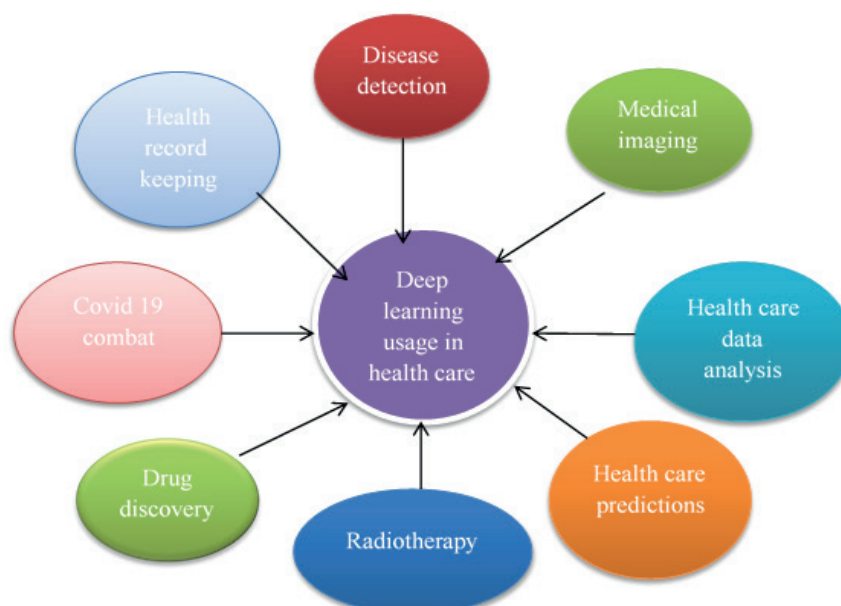 Disease
detection
Medical
imaging
Health
record
keeping
Deep
learning
usage in
health care
Covid 19
combat
Health care
data
analysis
Drug
discovery
Health care
predictions
Radiotherapy